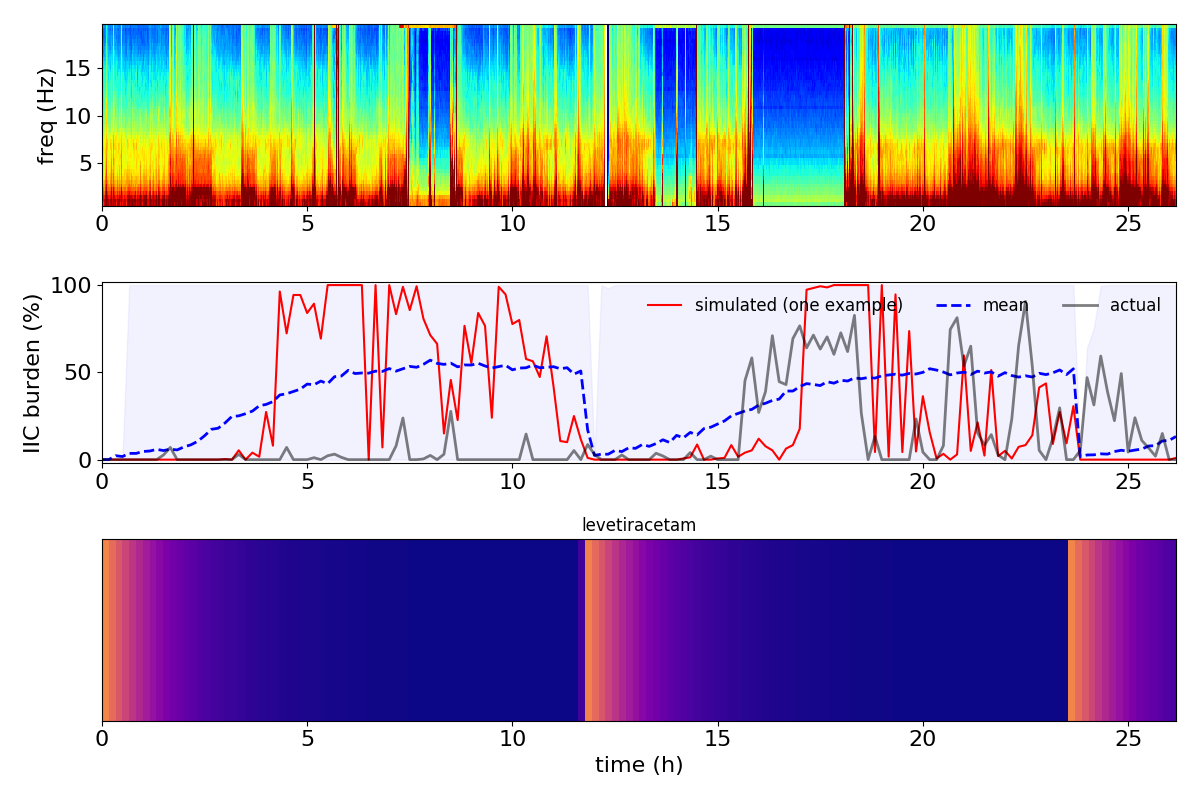 freq (Hz)
15
10
5
0 5 10 15 20 25
IIC burden (%)
100
50
0
simulated (one example) mean actual
0 5 10 15 20 25
levetiracetam
0 5 10 15 20 25
time (h)